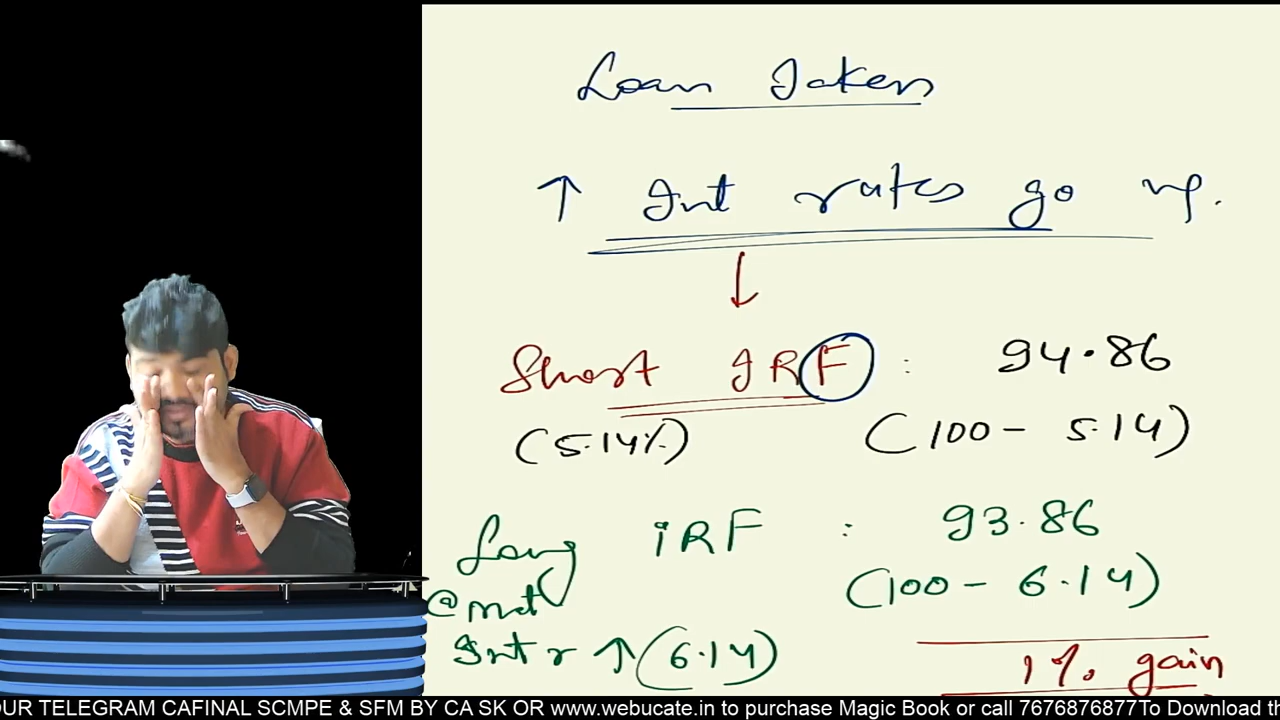 Loan Taken
↑ Int rates go up.
↓
Short IRF : 94.86
(5.14%) (100 - 5.14)
Long iRF : 93.86
@mat (100 - 6.14)
Int r ↑ (6.14)
1% gain
OUR TELEGRAM CAFINAL SCMPE & SFM BY CA SK OR www.webucate.in to purchase Magic Book or call 7676876877To Download th